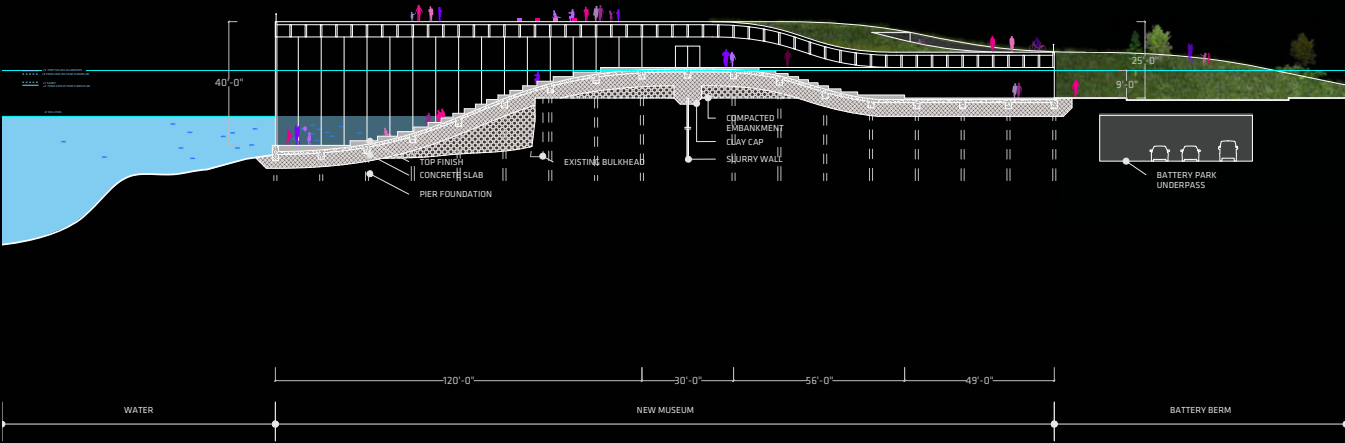 40'-0"
25'-0"
9'-0"
COMPACTED
EMBANKMENT
CLAY CAP
SLURRY WALL
EXISTING BULKHEAD
TOP FINISH
CONCRETE SLAB
PIER FOUNDATION
BATTERY PARK
UNDERPASS
120'-0"
30'-0"
56'-0"
49'-0"
WATER
NEW MUSEUM
BATTERY BERM